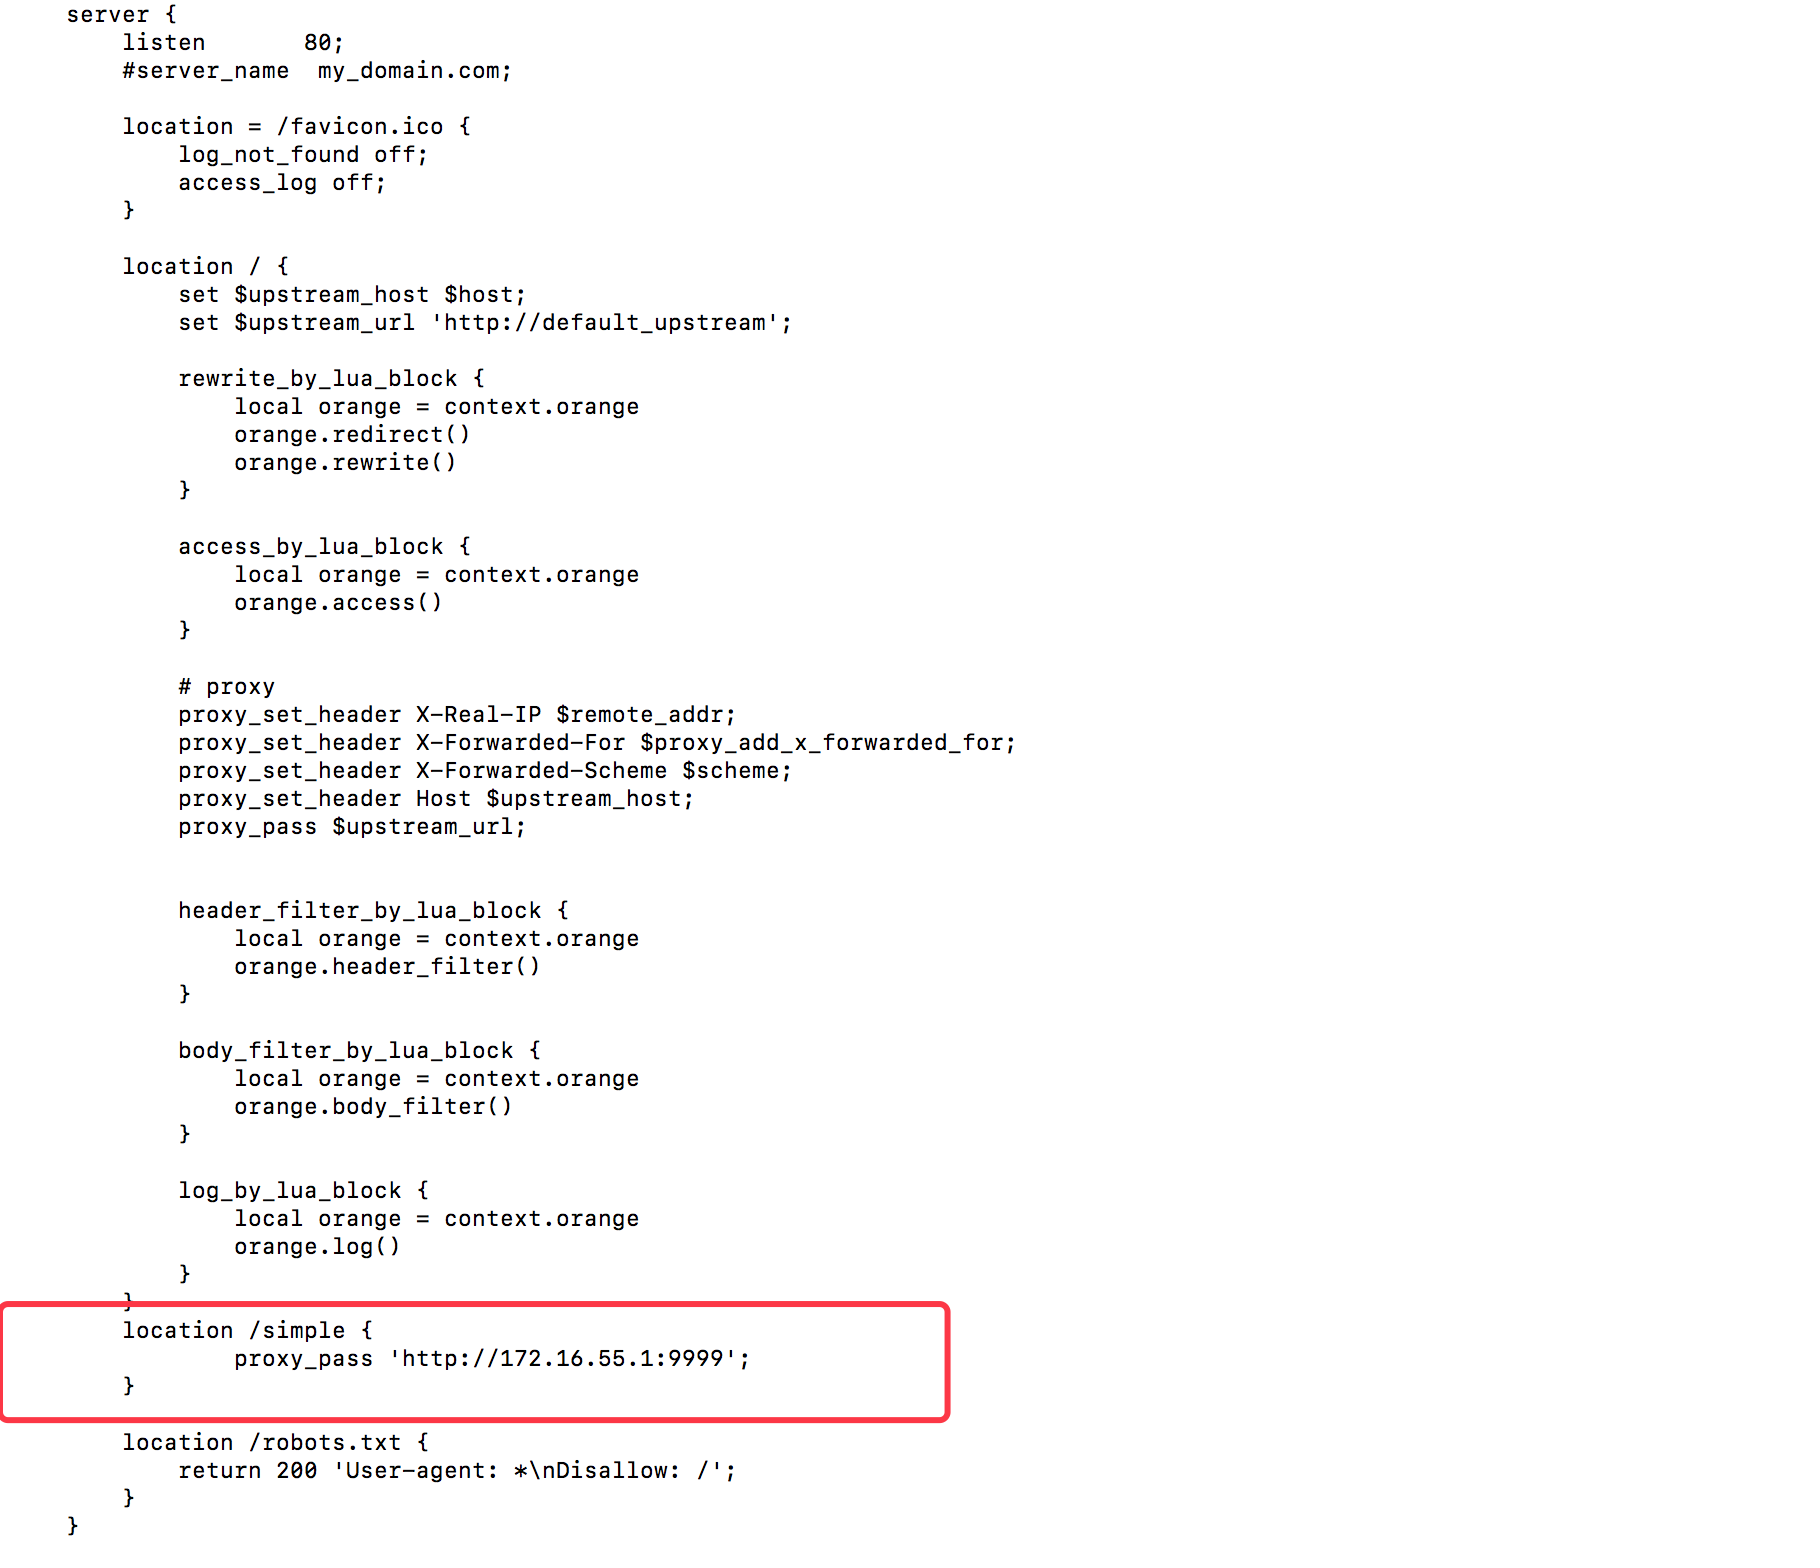 server {
    listen       80;
    #server_name  my_domain.com;

    location = /favicon.ico {
        log_not_found off;
        access_log off;
    }

    location / {
        set $upstream_host $host;
        set $upstream_url 'http://default_upstream';

        rewrite_by_lua_block {
            local orange = context.orange
            orange.redirect()
            orange.rewrite()
        }

        access_by_lua_block {
            local orange = context.orange
            orange.access()
        }

        # proxy
        proxy_set_header X-Real-IP $remote_addr;
        proxy_set_header X-Forwarded-For $proxy_add_x_forwarded_for;
        proxy_set_header X-Forwarded-Scheme $scheme;
        proxy_set_header Host $upstream_host;
        proxy_pass $upstream_url;


        header_filter_by_lua_block {
            local orange = context.orange
            orange.header_filter()
        }

        body_filter_by_lua_block {
            local orange = context.orange
            orange.body_filter()
        }

        log_by_lua_block {
            local orange = context.orange
            orange.log()
        }
    }
    location /simple {
            proxy_pass 'http://172.16.55.1:9999';
    }

    location /robots.txt {
        return 200 'User-agent: *\nDisallow: /';
    }
}